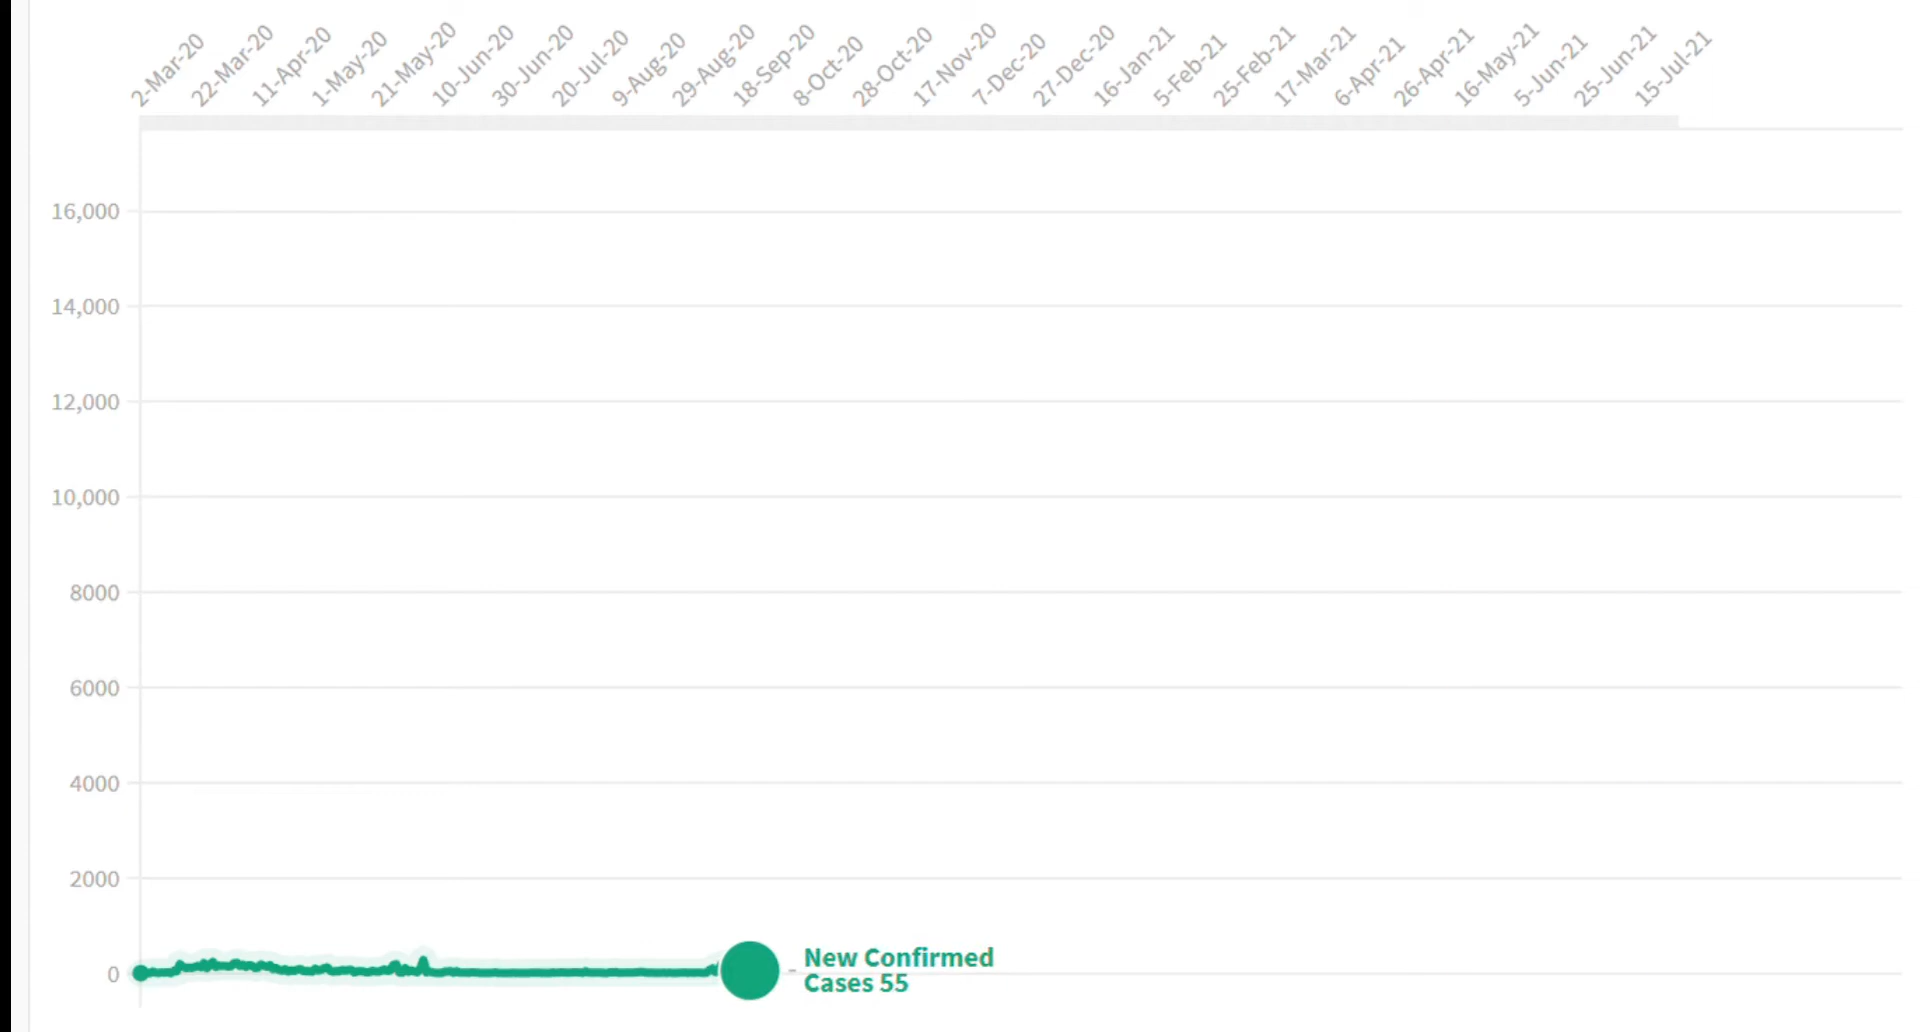 2-Mar-20
22-Mar-20
11-Apr-20
1-May-20
21-May-20
10-Jun-20
30-Jun-20
20-Jul-20
9-Aug-20
29-Aug-20
18-Sep-20
8-Oct-20
28-Oct-20
17-Nov-20
7-Dec-20
27-Dec-20
16-Jan-21
5-Feb-21
25-Feb-21
17-Mar-21
6-Apr-21
26-Apr-21
16-May-21
5-Jun-21
25-Jun-21
15-Jul-21
16,000
14,000
12,000
10,000
8000
6000
4000
2000
0
New Confirmed
Cases 55